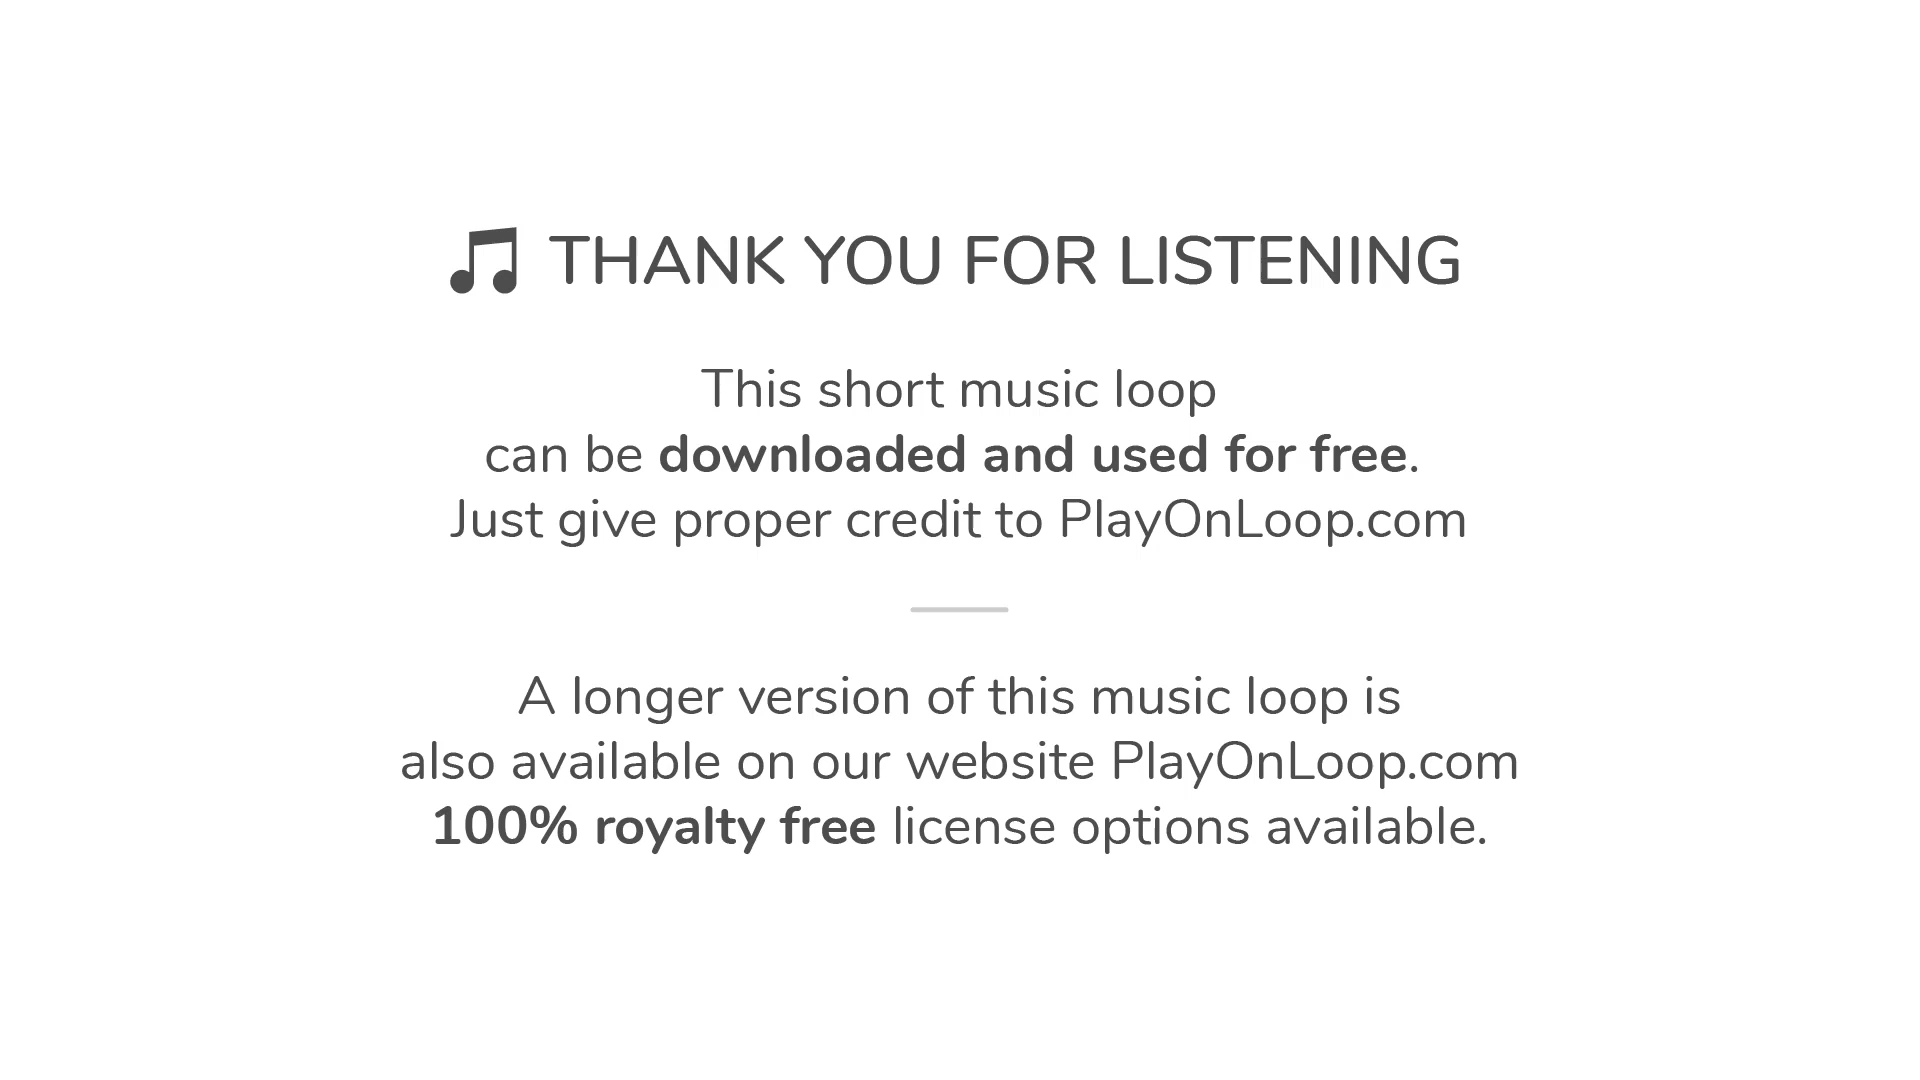 THANK YOU FOR LISTENING
This short music loop
can be downloaded and used for free.
Just give proper credit to PlayOnLoop.com
A longer version of this music loop is
also available on our website PlayOnLoop.com
100% royalty free license options available.